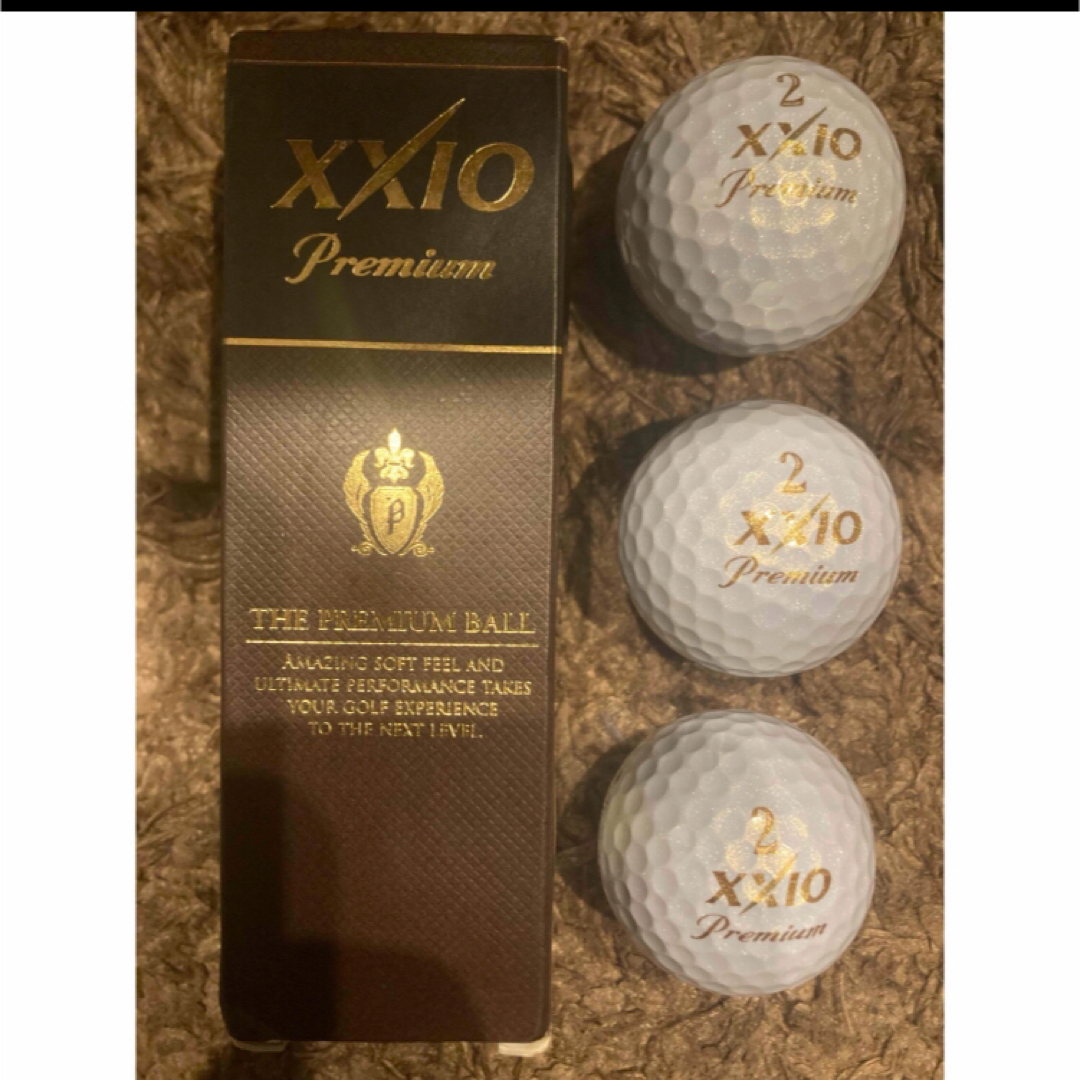 XXIO
Premium
β
THE PREMIUM BALL
AMAZING SOFT FEEL AND
ULTIMATE PERFORMANCE TAKES
YOUR GOLF EXPERIENCE
TO THE NEXT LEVEL.
2
XXIO
Premium
2
XXIO
Premium
2
XXIO
Premium